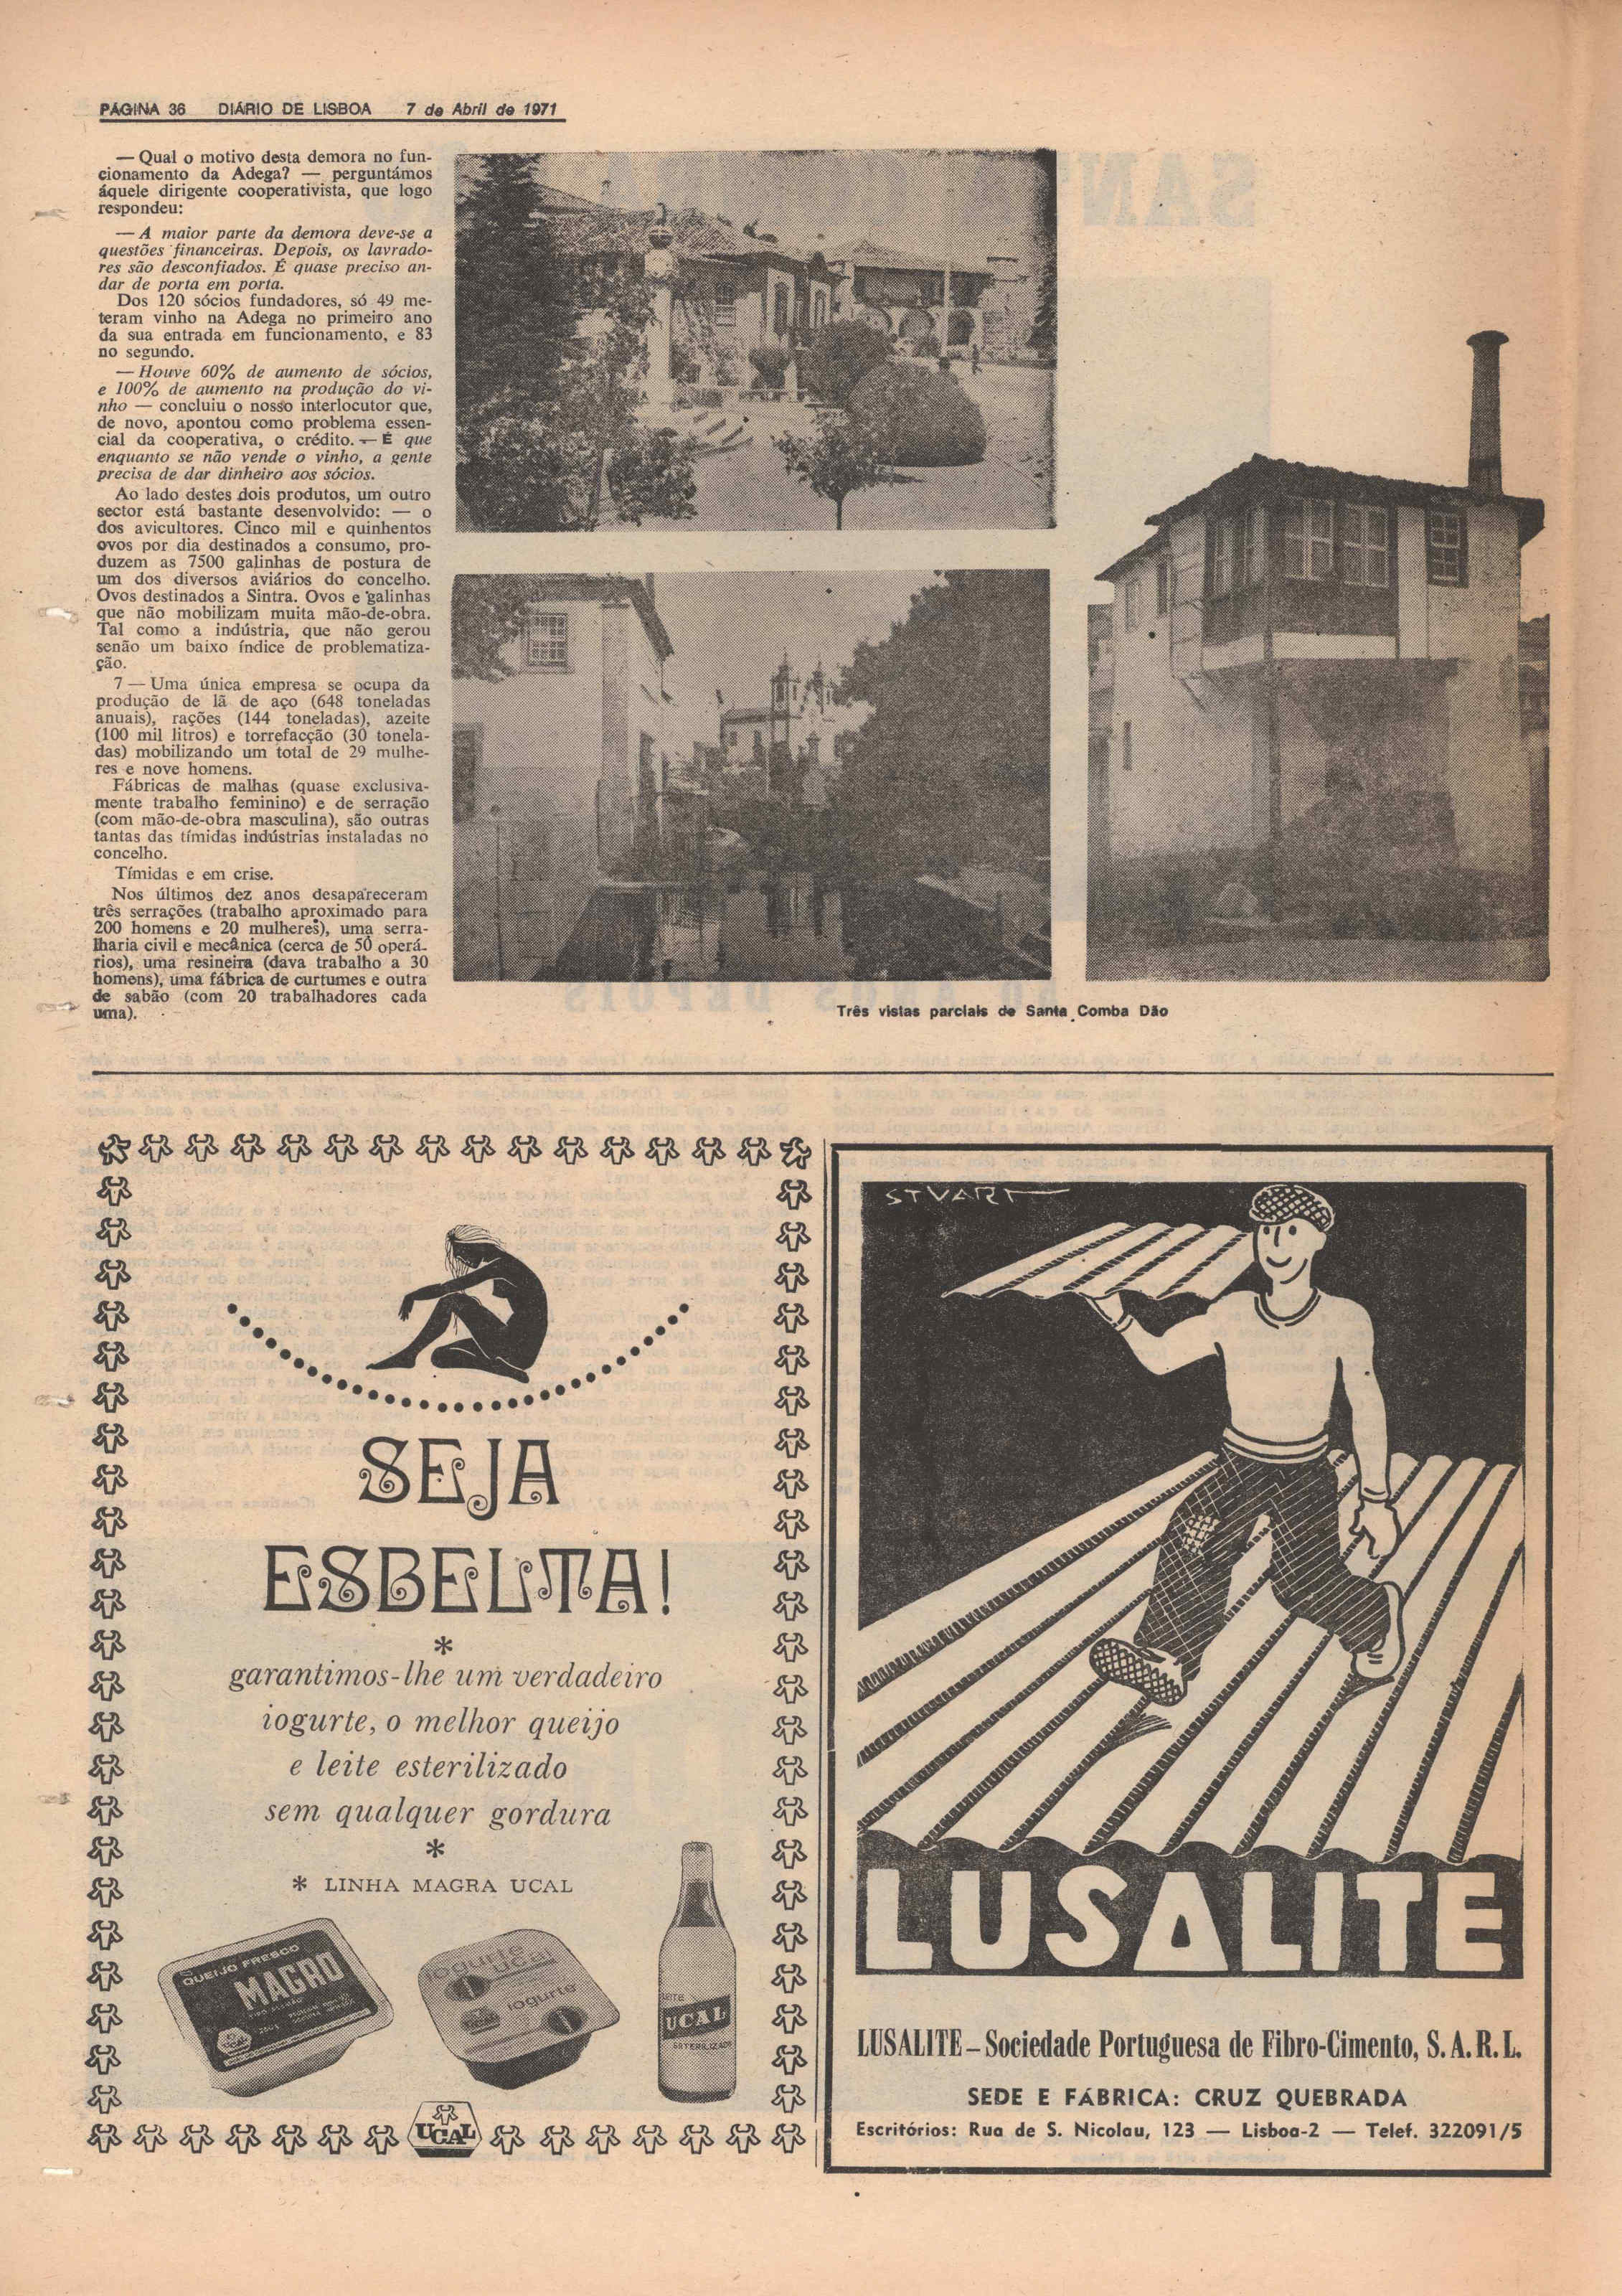 PÁGINA 36 DIÁRIO DE LISBOA 7 de Abril de 1971
— Qual o motivo desta demora no fun-
cionamento da Adega? — perguntámos
áquele dirigente cooperativista, que logo
respondeu:
— A maior parte da demora deve-se a
questões financeiras. Depois, os lavrado-
res são desconfiados. É quase preciso an-
dar de porta em porta.
Dos 120 sócios fundadores, só 49 me-
teram vinho na Adega no primeiro ano
da sua entrada em funcionamento, e 83
no segundo.
— Houve 60% de aumento de sócios,
e 100% de aumento na produção do vi-
nho — concluiu o nosso interlocutor que,
de novo, apontou como problema essen-
cial da cooperativa, o crédito. — É que
enquanto se não vende o vinho, a gente
precisa de dar dinheiro aos sócios.
Ao lado destes dois produtos, um outro
sector está bastante desenvolvido: — o
dos avicultores. Cinco mil e quinhentos
ovos por dia destinados a consumo, pro-
duzem as 7500 galinhas de postura de
um dos diversos aviários do concelho.
Ovos destinados a Sintra. Ovos e galinhas
que não mobilizam muita mão-de-obra.
Tal como a indústria, que não gerou
senão um baixo índice de problematiza-
ção.
7 — Uma única empresa se ocupa da
produção de lã de aço (648 toneladas
anuais), rações (144 toneladas), azeite
(100 mil litros) e torrefacção (30 tonela-
das) mobilizando um total de 29 mulhe-
res e nove homens.
Fábricas de malhas (quase exclusiva-
mente trabalho feminino) e de serração
(com mão-de-obra masculina), são outras
tantas das tímidas indústrias instaladas no
concelho.
Tímidas e em crise.
Nos últimos dez anos desapareceram
três serrações (trabalho aproximado para
200 homens e 20 mulheres), uma serra-
lharia civil e mecânica (cerca de 50 operá-
rios), uma resineira (dava trabalho a 30
homens), uma fábrica de curtumes e outra
de sabão (com 20 trabalhadores cada
uma).
Três vistas parciais de Santa Comba Dão
SEJA
ESBELTA!
*
garantimos-lhe um verdadeiro
iogurte, o melhor queijo
e leite esterilizado
sem qualquer gordura
*
* LINHA MAGRA UCAL
QUEIJO FRESCO
MAGRO
iogurte
ucal
iogurte
LEITE
UCAL
ESTERILIZADO
UCAL
STUART
LUSALITE
LUSALITE – Sociedade Portuguesa de Fibro-Cimento, S. A. R. L.
SEDE E FÁBRICA: CRUZ QUEBRADA
Escritórios: Rua de S. Nicolau, 123 — Lisboa-2 — Telef. 322091/5